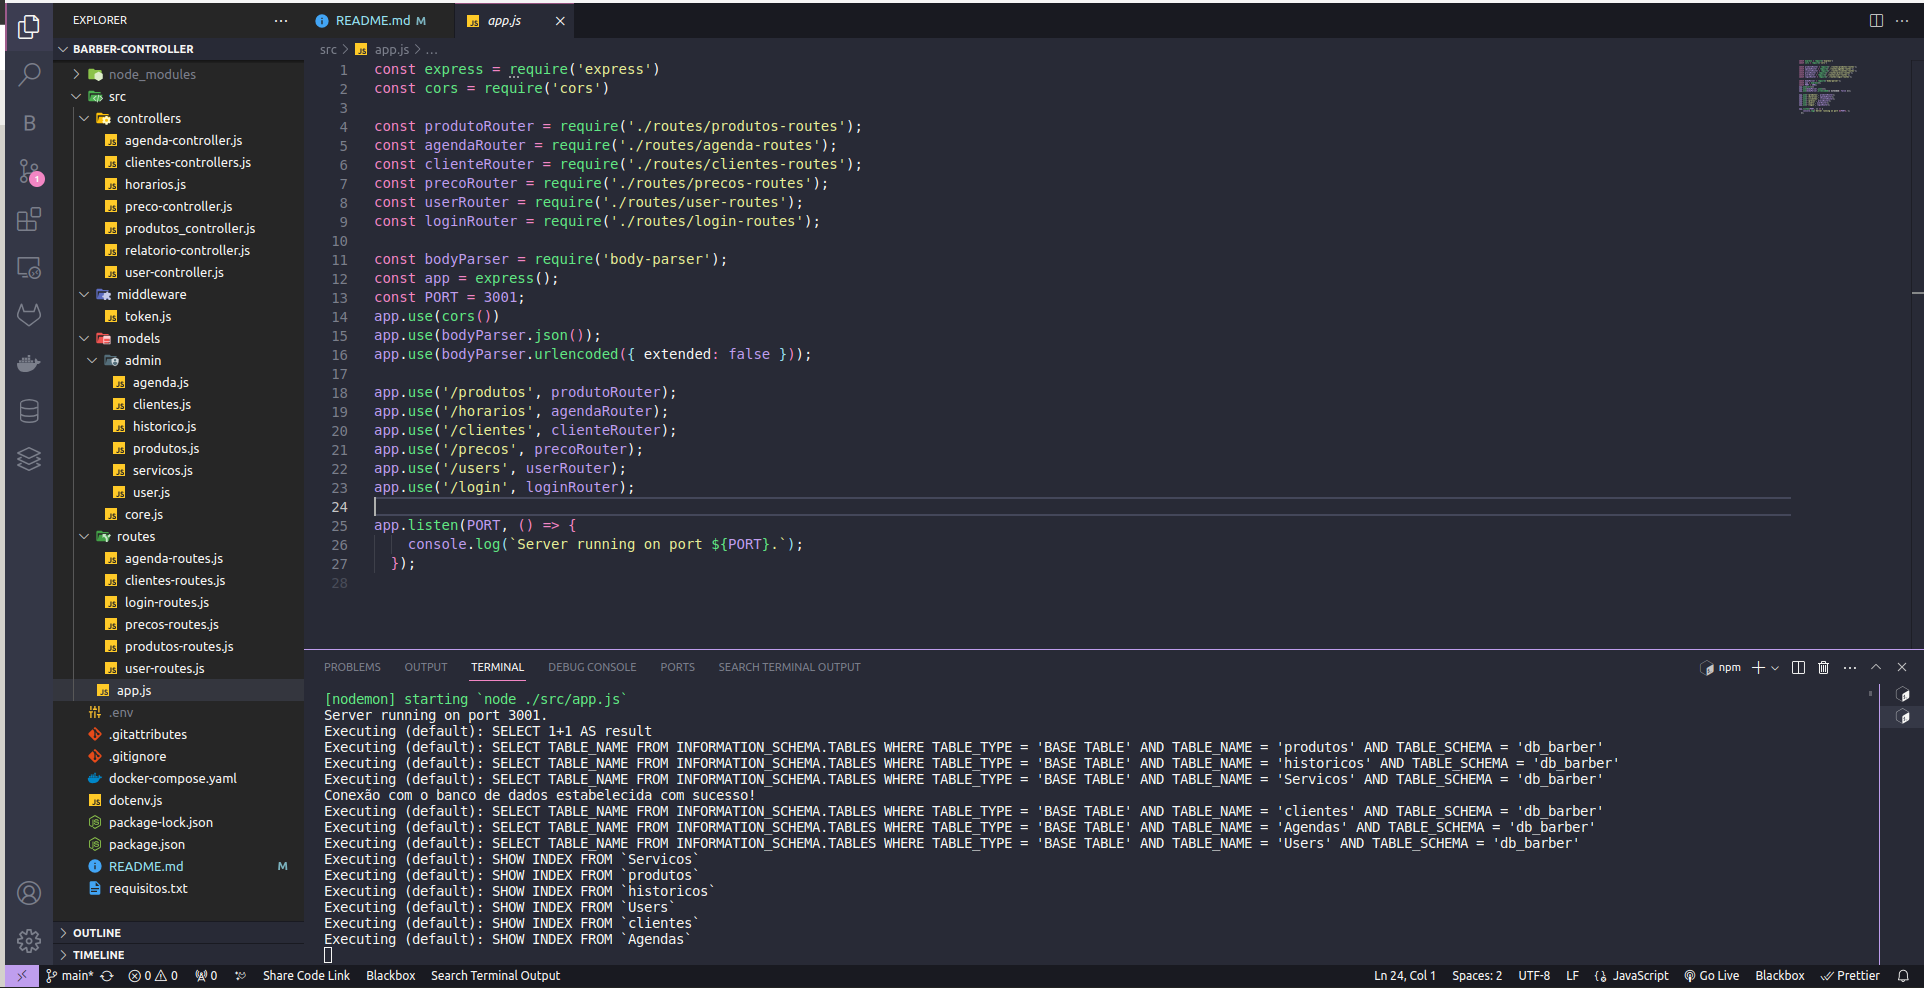 EXPLORER
README.md M
app.js
BARBER-CONTROLLER
node_modules
src
controllers
agenda-controller.js
clientes-controllers.js
horarios.js
preco-controller.js
produtos_controller.js
relatorio-controller.js
user-controller.js
middleware
token.js
models
admin
agenda.js
clientes.js
historico.js
produtos.js
servicos.js
user.js
core.js
routes
agenda-routes.js
clientes-routes.js
login-routes.js
precos-routes.js
produtos-routes.js
user-routes.js
app.js
.env
.gitattributes
.gitignore
docker-compose.yaml
dotenv.js
package-lock.json
package.json
README.md M
requisitos.txt
OUTLINE
TIMELINE
B
1
src > app.js > ...
1 const express = require('express')
2 const cors = require('cors')
3
4 const produtoRouter = require('./routes/produtos-routes');
5 const agendaRouter = require('./routes/agenda-routes');
6 const clienteRouter = require('./routes/clientes-routes');
7 const precoRouter = require('./routes/precos-routes');
8 const userRouter = require('./routes/user-routes');
9 const loginRouter = require('./routes/login-routes');
10
11 const bodyParser = require('body-parser');
12 const app = express();
13 const PORT = 3001;
14 app.use(cors())
15 app.use(bodyParser.json());
16 app.use(bodyParser.urlencoded({ extended: false }));
17
18 app.use('/produtos', produtoRouter);
19 app.use('/horarios', agendaRouter);
20 app.use('/clientes', clienteRouter);
21 app.use('/precos', precoRouter);
22 app.use('/users', userRouter);
23 app.use('/login', loginRouter);
24
25 app.listen(PORT, () => {
26 console.log(`Server running on port ${PORT}.`);
27 });
28
PROBLEMS OUTPUT TERMINAL DEBUG CONSOLE PORTS SEARCH TERMINAL OUTPUT
npm
[nodemon] starting `node ./src/app.js`
Server running on port 3001.
Executing (default): SELECT 1+1 AS result
Executing (default): SELECT TABLE_NAME FROM INFORMATION_SCHEMA.TABLES WHERE TABLE_TYPE = 'BASE TABLE' AND TABLE_NAME = 'produtos' AND TABLE_SCHEMA = 'db_barber'
Executing (default): SELECT TABLE_NAME FROM INFORMATION_SCHEMA.TABLES WHERE TABLE_TYPE = 'BASE TABLE' AND TABLE_NAME = 'historicos' AND TABLE_SCHEMA = 'db_barber'
Executing (default): SELECT TABLE_NAME FROM INFORMATION_SCHEMA.TABLES WHERE TABLE_TYPE = 'BASE TABLE' AND TABLE_NAME = 'Servicos' AND TABLE_SCHEMA = 'db_barber'
Conexão com o banco de dados estabelecida com sucesso!
Executing (default): SELECT TABLE_NAME FROM INFORMATION_SCHEMA.TABLES WHERE TABLE_TYPE = 'BASE TABLE' AND TABLE_NAME = 'clientes' AND TABLE_SCHEMA = 'db_barber'
Executing (default): SELECT TABLE_NAME FROM INFORMATION_SCHEMA.TABLES WHERE TABLE_TYPE = 'BASE TABLE' AND TABLE_NAME = 'Agendas' AND TABLE_SCHEMA = 'db_barber'
Executing (default): SELECT TABLE_NAME FROM INFORMATION_SCHEMA.TABLES WHERE TABLE_TYPE = 'BASE TABLE' AND TABLE_NAME = 'Users' AND TABLE_SCHEMA = 'db_barber'
Executing (default): SHOW INDEX FROM `Servicos`
Executing (default): SHOW INDEX FROM `produtos`
Executing (default): SHOW INDEX FROM `historicos`
Executing (default): SHOW INDEX FROM `Users`
Executing (default): SHOW INDEX FROM `clientes`
Executing (default): SHOW INDEX FROM `Agendas`
main* 0 0 0 Share Code Link Blackbox Search Terminal Output Ln 24, Col 1 Spaces: 2 UTF-8 LF JavaScript Go Live Blackbox Prettier